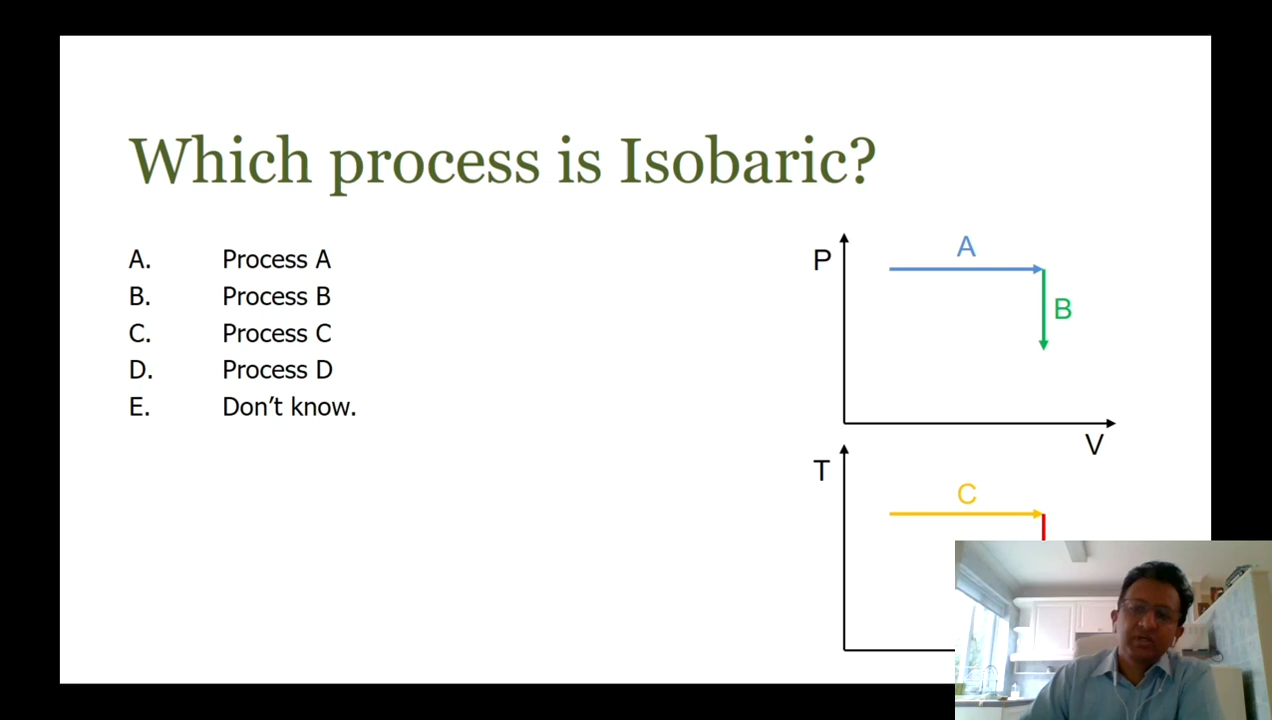 Which process is Isobaric?
A. Process A
B. Process B
C. Process C
D. Process D
E. Don’t know.
A
P
B
V
T
C